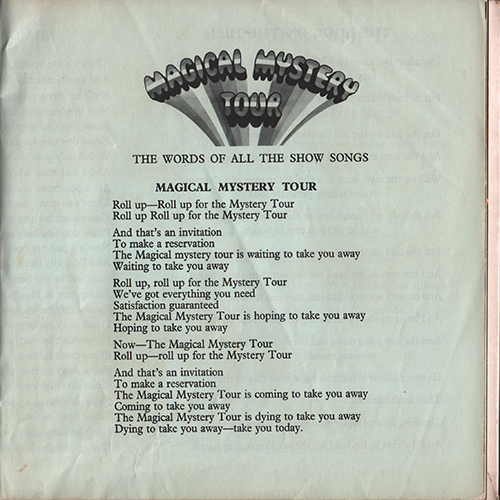 MAGICAL MYSTERY
TOUR
THE WORDS OF ALL THE SHOW SONGS
MAGICAL MYSTERY TOUR
Roll up—Roll up for the Mystery Tour
Roll up Roll up for the Mystery Tour
And that's an invitation
To make a reservation
The Magical mystery tour is waiting to take you away
Waiting to take you away
Roll up, roll up for the Mystery Tour
We've got everything you need
Satisfaction guaranteed
The Magical Mystery Tour is hoping to take you away
Hoping to take you away
Now—The Magical Mystery Tour
Roll up—roll up for the Mystery Tour
And that's an invitation
To make a reservation
The Magical Mystery Tour is coming to take you away
Coming to take you away
The Magical Mystery Tour is dying to take you away
Dying to take you away—take you today.